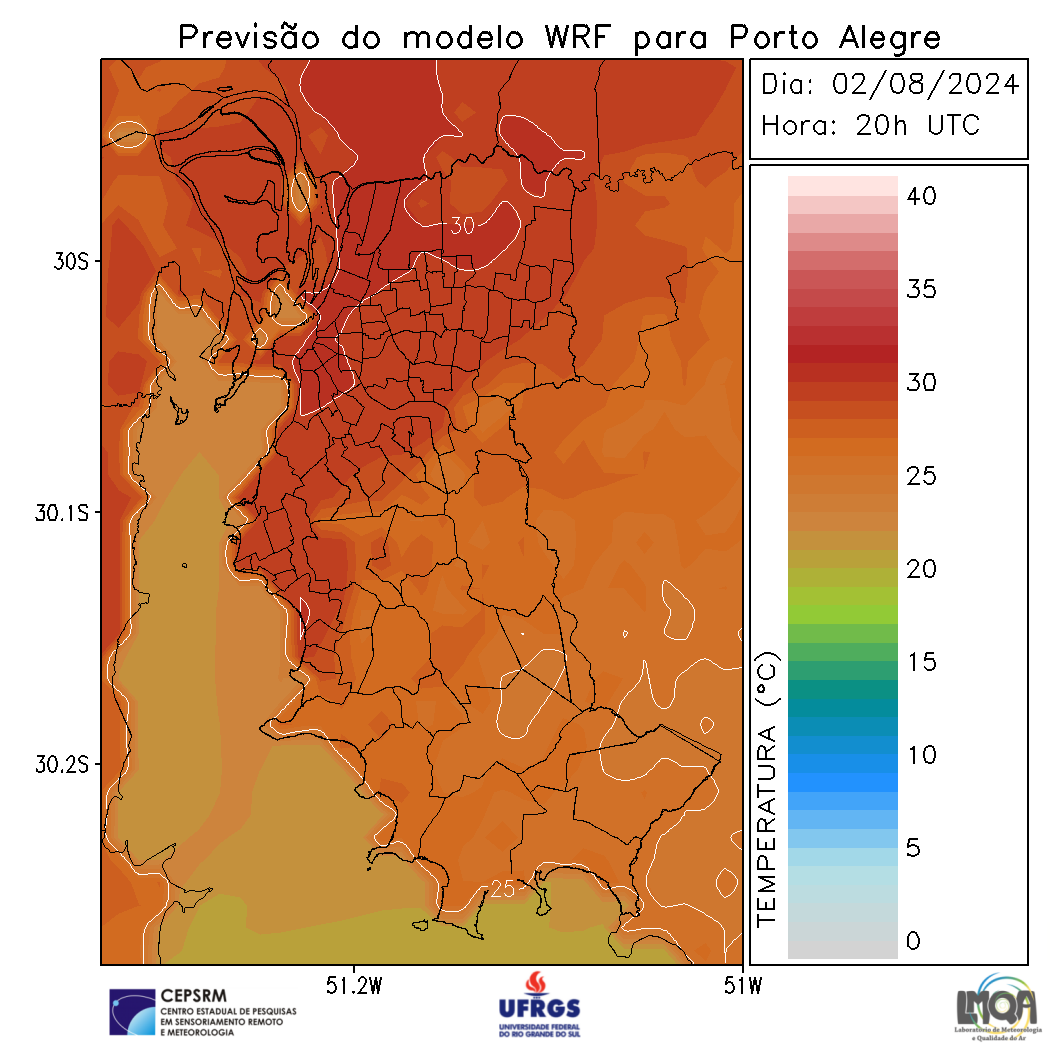 Previsão do modelo WRF para Porto Alegre
Dia: 02/08/2024
Hora: 20h UTC
30S
30.1S
30.2S
51.2W
51W
30
25
TEMPERATURA (°C)
40
35
30
25
20
15
10
5
0
CEPSRM
CENTRO ESTADUAL DE PESQUISAS
EM SENSORIAMENTO REMOTO
E METEOROLOGIA
UFRGS
UNIVERSIDADE FEDERAL
DO RIO GRANDE DO SUL
LMQA
Laboratório de Meteorologia
e Qualidade do Ar